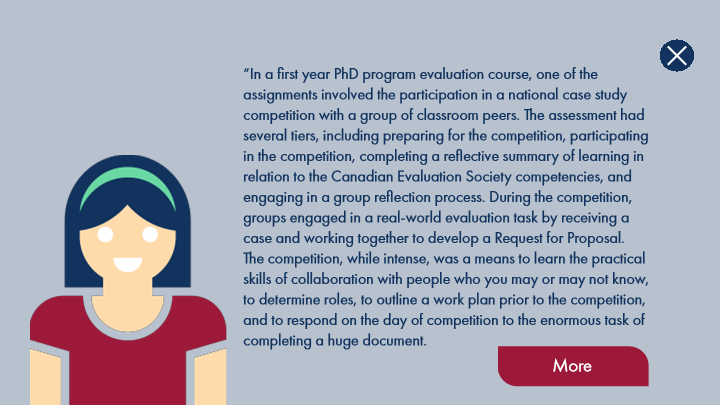 “In a first year PhD program evaluation course, one of the
assignments involved the participation in a national case study
competition with a group of classroom peers. The assessment had
several tiers, including preparing for the competition, participating
in the competition, completing a reflective summary of learning in
relation to the Canadian Evaluation Society competencies, and
engaging in a group reflection process. During the competition,
groups engaged in a real-world evaluation task by receiving a
case and working together to develop a Request for Proposal.
The competition, while intense, was a means to learn the practical
skills of collaboration with people who you may or may not know,
to determine roles, to outline a work plan prior to the competition,
and to respond on the day of competition to the enormous task of
completing a huge document.
More